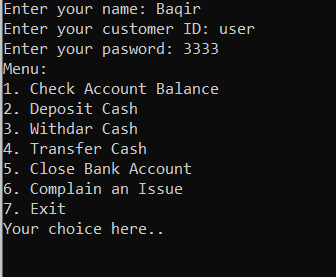 Enter your name: Baqir
Enter your customer ID: user
Enter your pasword: 3333
Menu:
1. Check Account Balance
2. Deposit Cash
3. Withdar Cash
4. Transfer Cash
5. Close Bank Account
6. Complain an Issue
7. Exit
Your choice here..